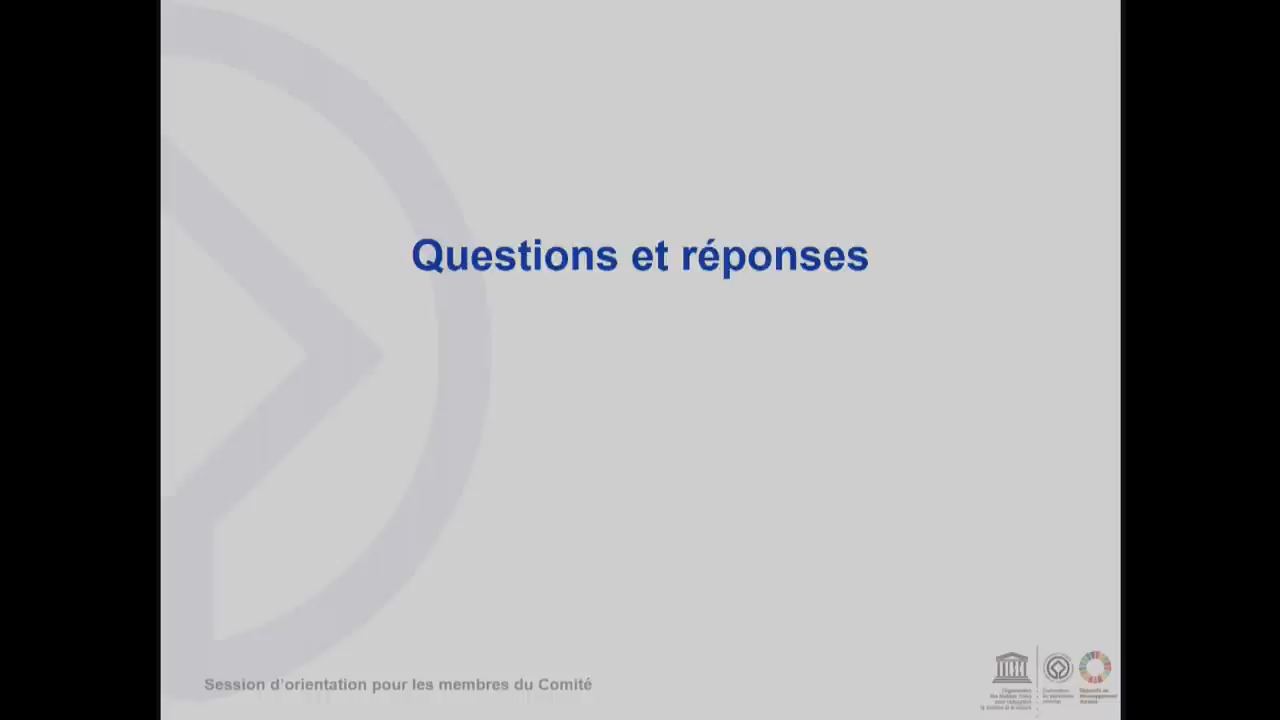 Questions et réponses
Session d'orientation pour les membres du Comité